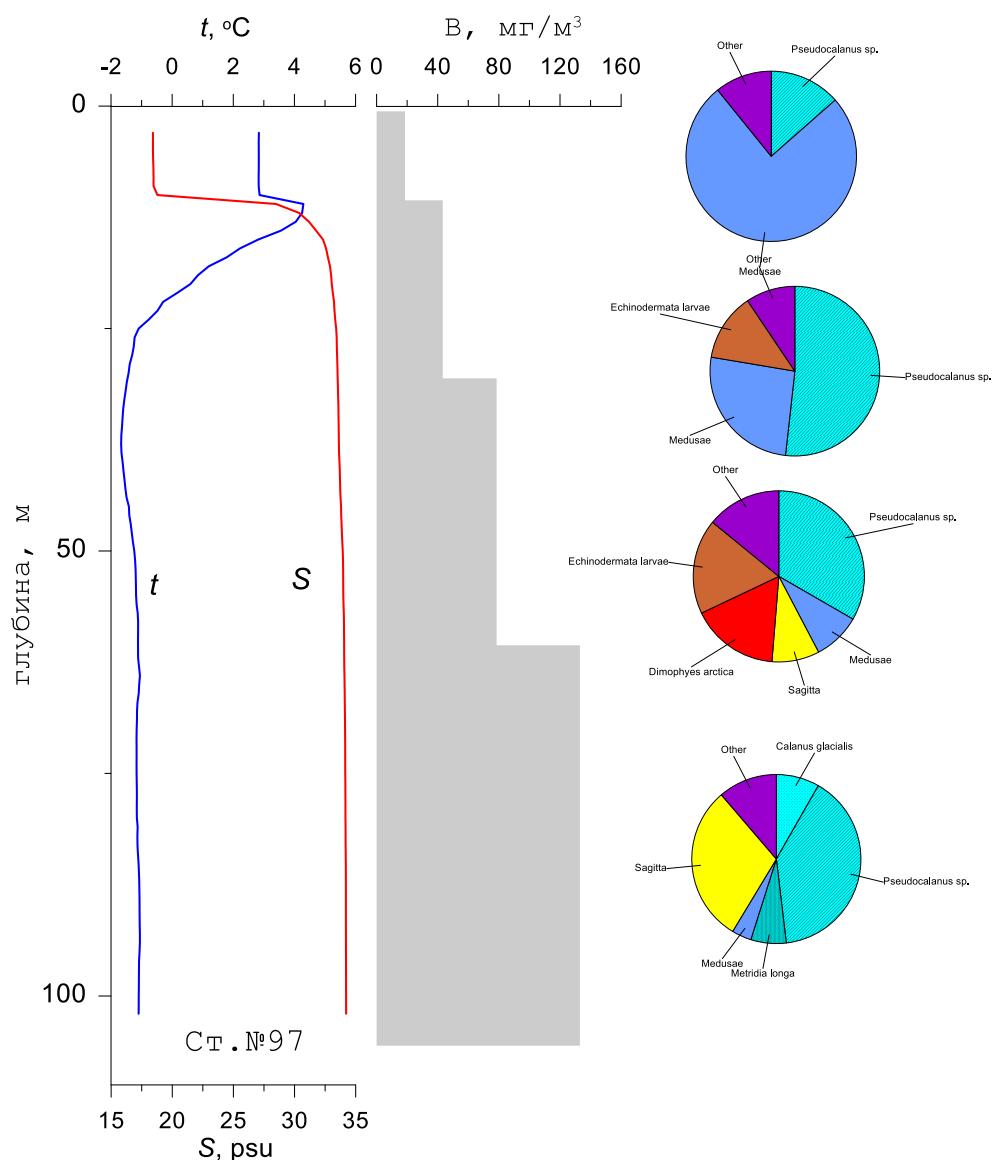 t, °C
B, мг/м³
-2 0 2 4 6
0 40 80 120 160
0
50
100
глубина, м
t
S
Ст.№97
15 20 25 30 35
S, psu
Other
Pseudocalanus sp.
Medusae
Other
Echinodermata larvae
Pseudocalanus sp.
Medusae
Other
Pseudocalanus sp.
Echinodermata larvae
Dimophyes arctica
Medusae
Sagitta
Other
Calanus glacialis
Sagitta
Pseudocalanus sp.
Medusae
Metridia longa